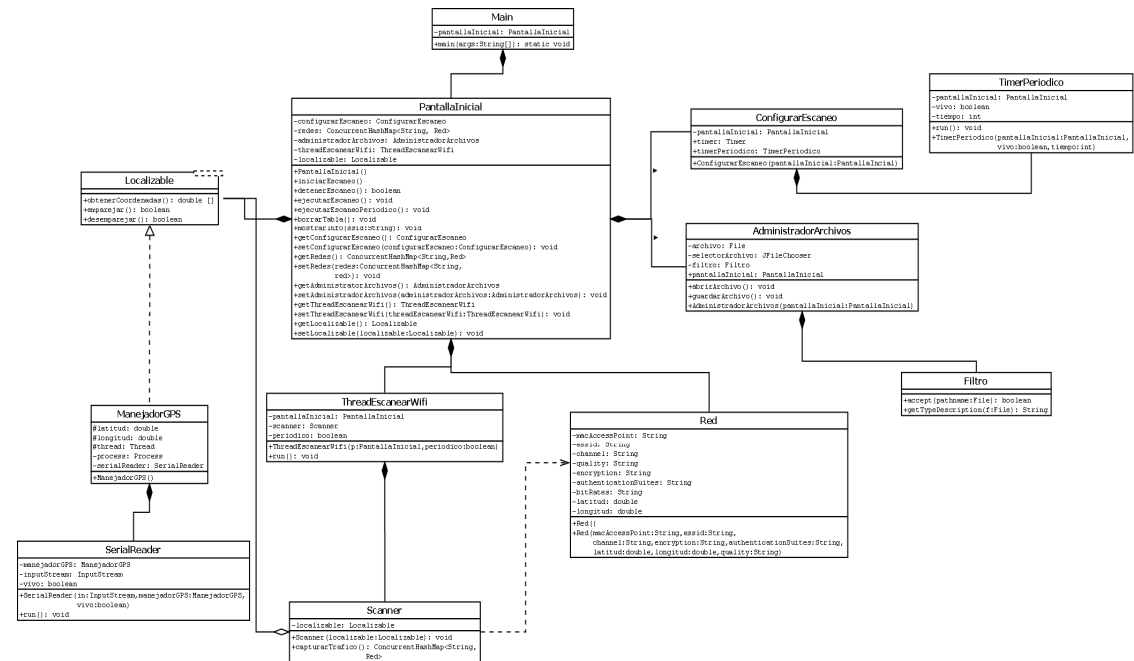 Main
-pantallaInicial: PantallaInicial
+main(args:String[]): static void
PantallaInicial
-configurarEscaneo: ConfigurarEscaneo
-redes: ConcurrentHashMap<String, Red>
-administradorArchivos: AdministradorArchivos
-threadEscanearWifi: ThreadEscanearWifi
-localizable: Localizable
+PantallaInicial()
+iniciarEscaneo()
+detenerEscaneo(): boolean
+ejecutarEscaneo(): void
+ejecutarEscaneoPeriodico(): void
+borrarTabla(): void
+mostrarInfo(ssid:String): void
+getConfigurarEscaneo(): ConfigurarEscaneo
+setConfigurarEscaneo(configurarEscaneo:ConfigurarEscaneo): void
+getRedes(): ConcurrentHashMap<String,Red>
+setRedes(redes:ConcurrentHashMap<String,
red>): void
+getAdministratorArchivos(): AdministradorArchivos
+setAdministradorArchivos(administradorArchivos:AdministradorArchivos): void
+getThreadEscanearWifi(): ThreadEscanearWifi
+setThreadEscanearWifi(threadEscanearWifi:ThreadEscanearWifi): void
+getLocalizable(): Localizable
+setLocalizable(localizable:Localizable): void
ConfigurarEscaneo
-pantallaInicial: PantallaInicial
+timer: Timer
+timerPeriodico: TimerPeriodico
+ConfigurarEscaneo(pantallaInicial:PantallaIncial)
TimerPeriodico
-pantallaInicial: PantallaInicial
-vivo: boolean
-tiempo: int
+run(): void
+TimerPeriodico(pantallaInicial:PantallaInicial,
vivo:boolean,tiempo:int)
Localizable
+obtenerCoordenadas(): double []
+emparejar(): boolean
+desemparejar(): boolean
AdministradorArchivos
-archivo: File
-selectorArchivo: JFileChooser
-filtro: Filtro
+pantallaInicial: PantallaInicial
+abrirArchivo(): void
+guardarArchivo(): void
+AdministradorArchivos(pantallaInicial:PantallaInicial)
Filtro
+accept(pathname:File): boolean
+getTypeDescription(f:File): String
ManejadorGPS
#latitud: double
#longitud: double
#thread: Thread
-process: Process
-serialReader: SerialReader
+ManejadorGPS()
ThreadEscanearWifi
-pantallaInicial: PantallaInicial
-scanner: Scanner
-periodico: boolean
+ThreadEscanearWifi(p:PantallaInicial,periodico:boolean)
+run(): void
Red
-macAccessPoint: String
-essid: String
-channel: String
-quality: String
-encryption: String
-authenticationSuites: String
-bitRates: String
-latitud: double
-longitud: double
+Red()
+Red(macAccessPoint:String,essid:String,
channel:String,encryption:String,authenticationSuites:String,
latitud:double,longitud:double,quality:String)
SerialReader
-manejadorGPS: ManejadorGPS
-inputStream: InputStream
-vivo: boolean
+SerialReader(in:InputStream,manejadorGPS:ManejadorGPS,
vivo:boolean)
+run(): void
Scanner
-localizable: Localizable
+Scanner(localizable:Localizable): void
+capturarTrafico(): ConcurrentHashMap<String,
Red>